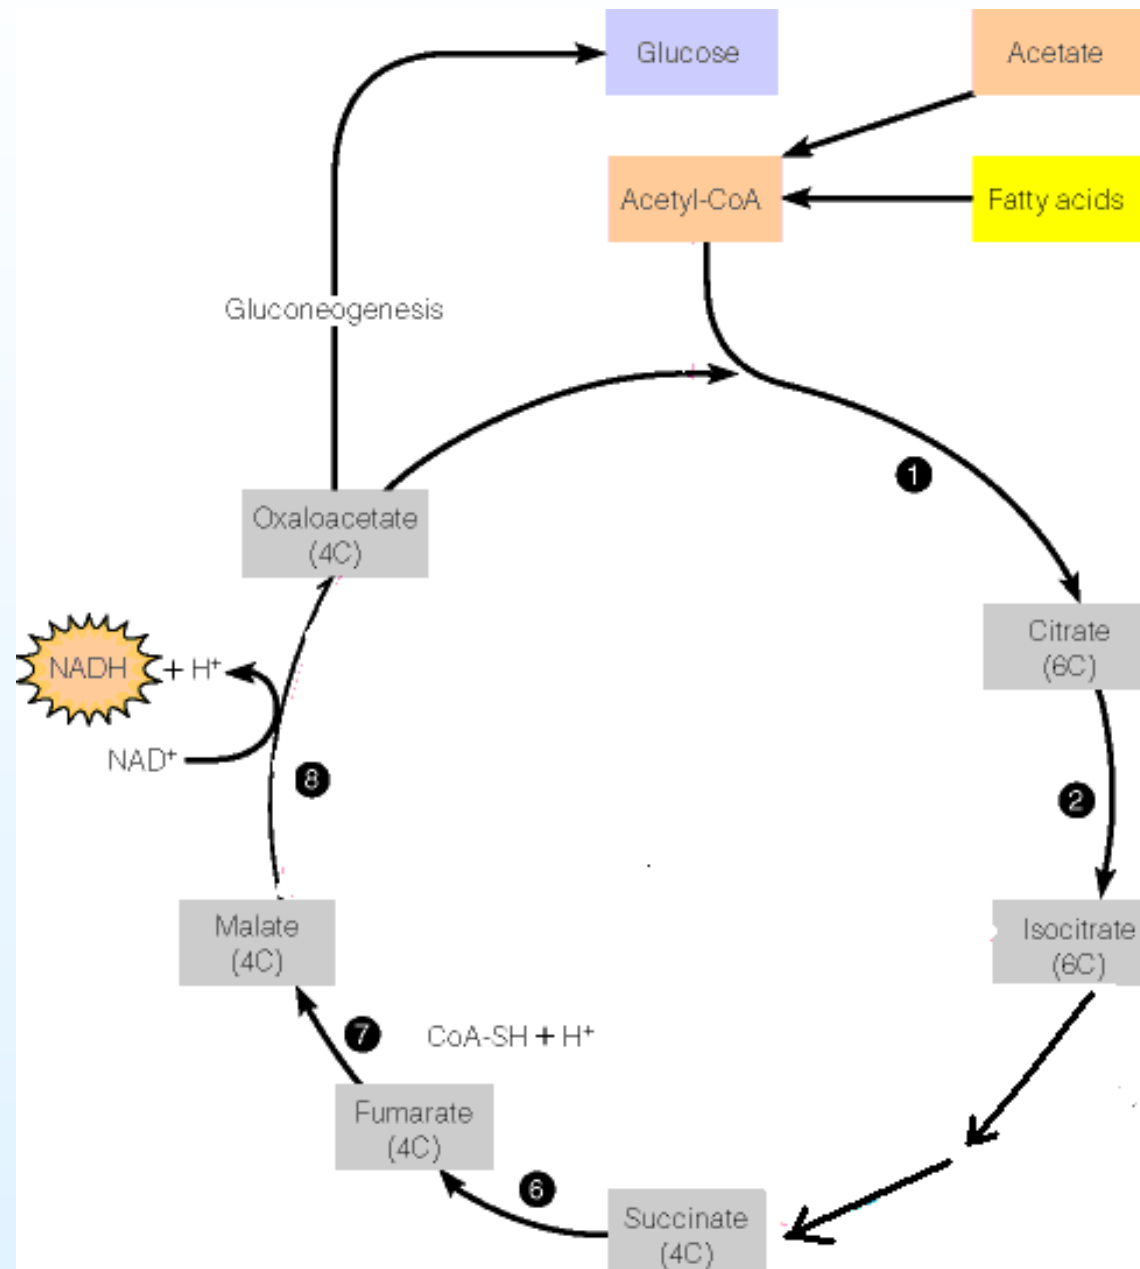 Glucose
Acetate
Acetyl-CoA
Fatty acids
Gluconeogenesis
1
Oxaloacetate
(4C)
Citrate
(6C)
NADH + H⁺
NAD⁺
8
2
Malate
(4C)
Isocitrate
(6C)
7
CoA-SH + H⁺
Fumarate
(4C)
6
Succinate
(4C)